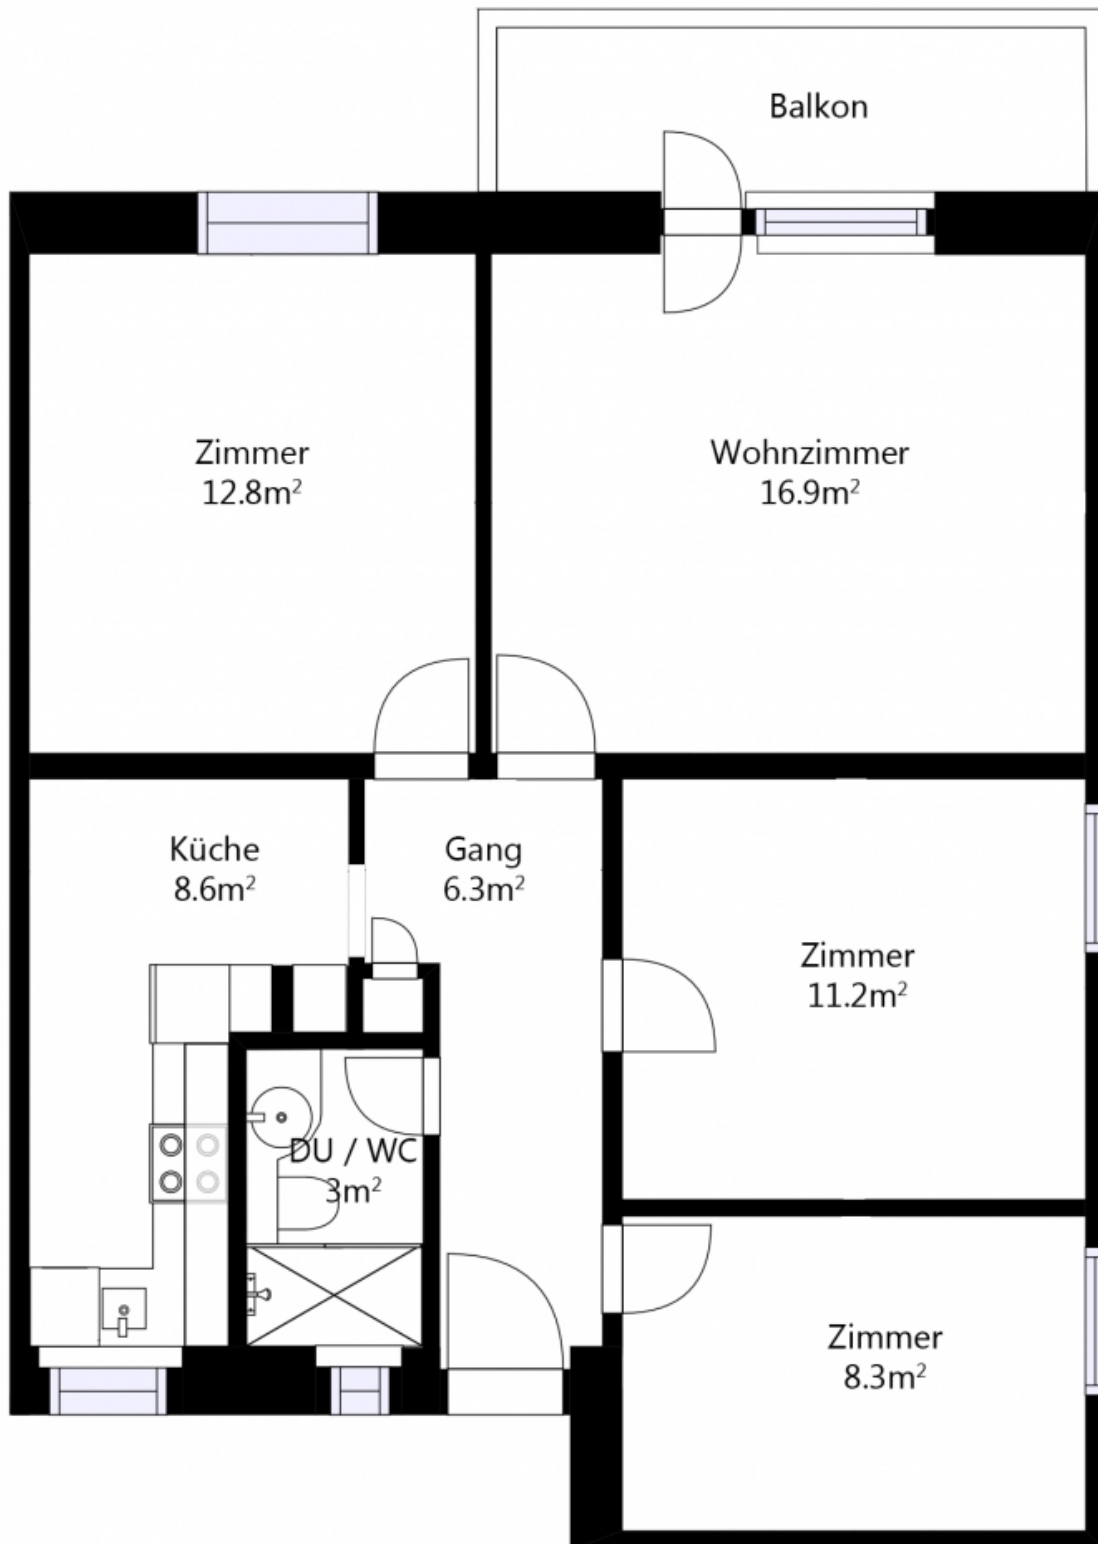 Balkon
Zimmer
12.8m²
Wohnzimmer
16.9m²
Küche
8.6m²
Gang
6.3m²
Zimmer
11.2m²
DU / WC
3m²
Zimmer
8.3m²